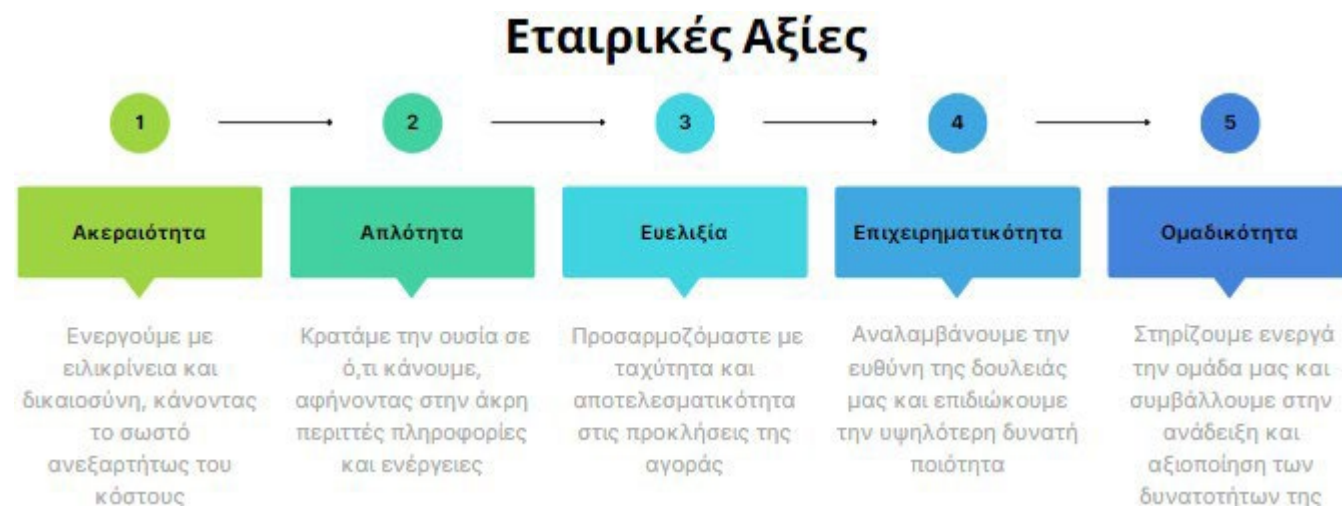 Εταιρικές Αξίες
1
2
3
4
5
Ακεραιότητα
Απλότητα
Ευελιξία
Επιχειρηματικότητα
Ομαδικότητα
Ενεργούμε με
ειλικρίνεια και
δικαιοσύνη, κάνοντας
το σωστό
ανεξαρτήτως του
κόστους
Κρατάμε την ουσία σε
ό,τι κάνουμε,
αφήνοντας στην άκρη
περιττές πληροφορίες
και ενέργειες
Προσαρμοζόμαστε με
ταχύτητα και
αποτελεσματικότητα
στις προκλήσεις της
αγοράς
Αναλαμβάνουμε την
ευθύνη της δουλειάς
μας και επιδιώκουμε
την υψηλότερη δυνατή
ποιότητα
Στηρίζουμε ενεργά
την ομάδα μας και
συμβάλλουμε στην
ανάδειξη και
αξιοποίηση των
δυνατοτήτων της